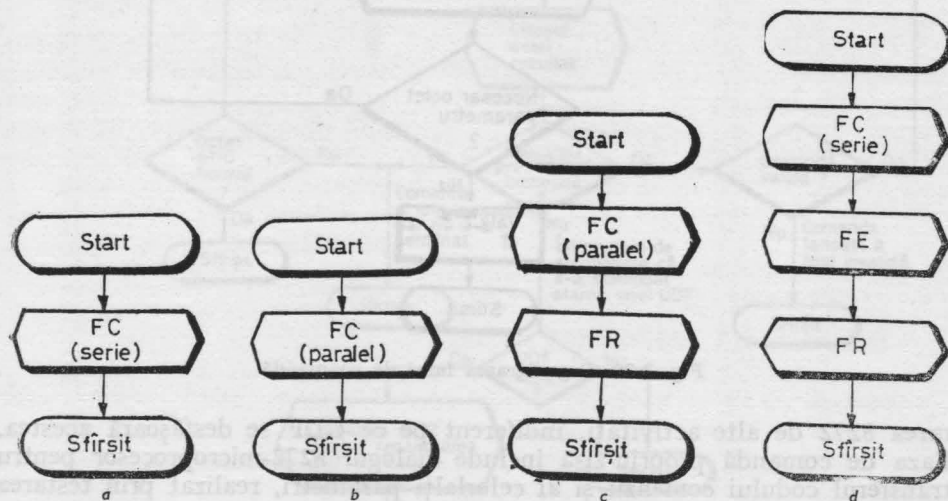 Start
FC
(serie)
Sfîrșit
a
Start
FC
(paralel)
Sfîrșit
b
Start
FC
(paralel)
FR
Sfîrșit
c
Start
FC
(serie)
FE
FR
Sfîrșit